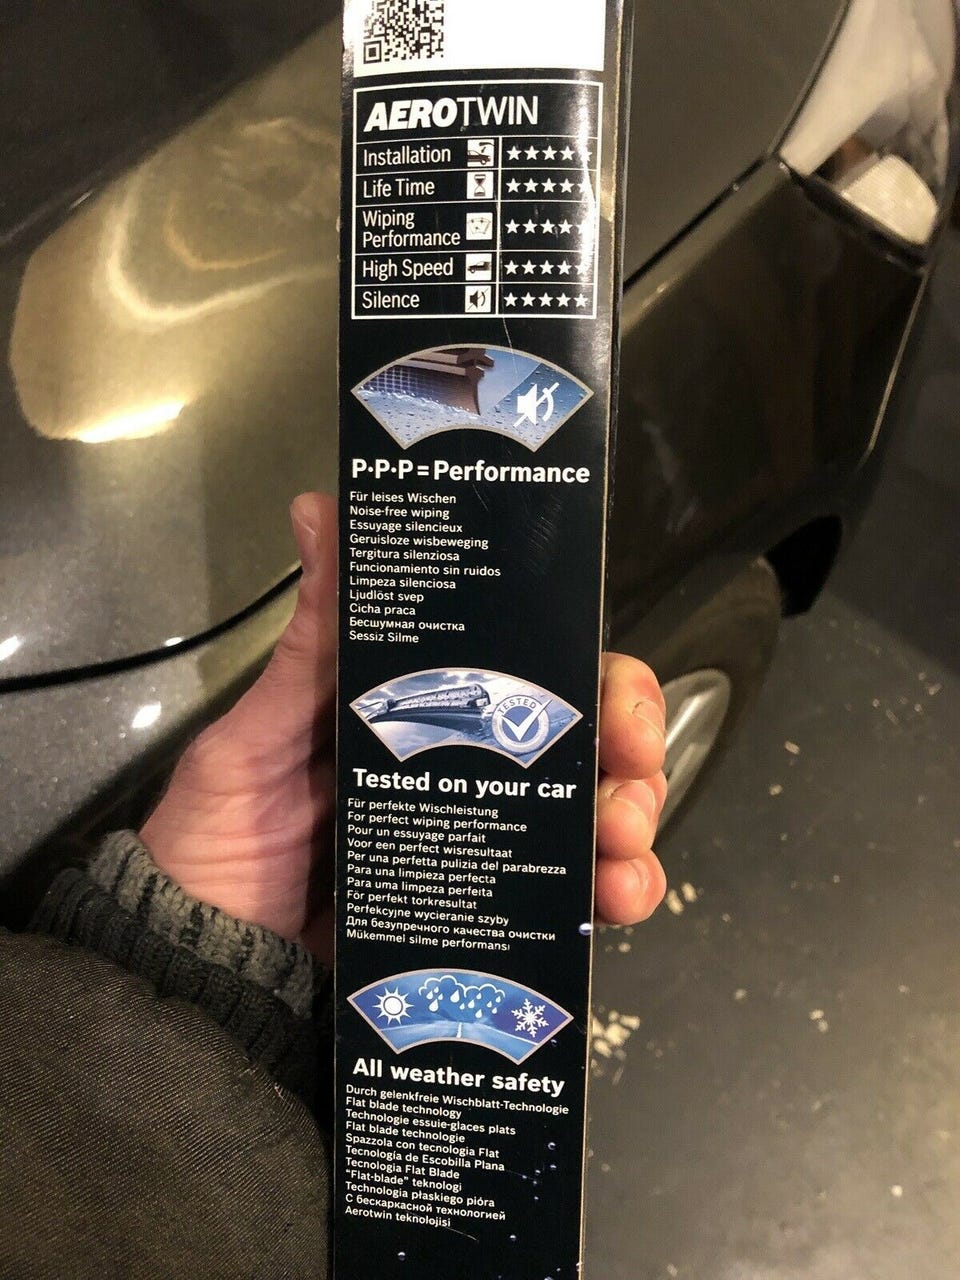 AEROTWIN
Installation ★★★★★
Life Time ★★★★★
Wiping
Performance ★★★★★
High Speed ★★★★★
Silence ★★★★★
P·P·P=Performance
Für leises Wischen
Noise-free wiping
Essuyage silencieux
Geruisloze wisbeweging
Tergitura silenziosa
Funcionamiento sin ruidos
Limpeza silenciosa
Ljudlöst svep
Cicha praca
Бесшумная очистка
Sessiz Silme
TESTED
Tested on your car
Für perfekte Wischleistung
For perfect wiping performance
Pour un essuyage parfait
Voor een perfect wisresultaat
Per una perfetta pulizia del parabrezza
Para una limpieza perfecta
Para uma limpeza perfeita
För perfekt torkresultat
Perfekcyjne wycieranie szyby
Для безупречного качества очистки
Mükemmel silme performansı
All weather safety
Durch gelenkfreie Wischblatt-Technologie
Flat blade technology
Technologie essuie-glaces plats
Flat blade technologie
Spazzola con tecnologia Flat
Tecnología de Escobilla Plana
Tecnologia Flat Blade
"Flat-blade" teknologi
Technologia płaskiego pióra
С бескаркасной технологией
Aerotwin teknolojisi